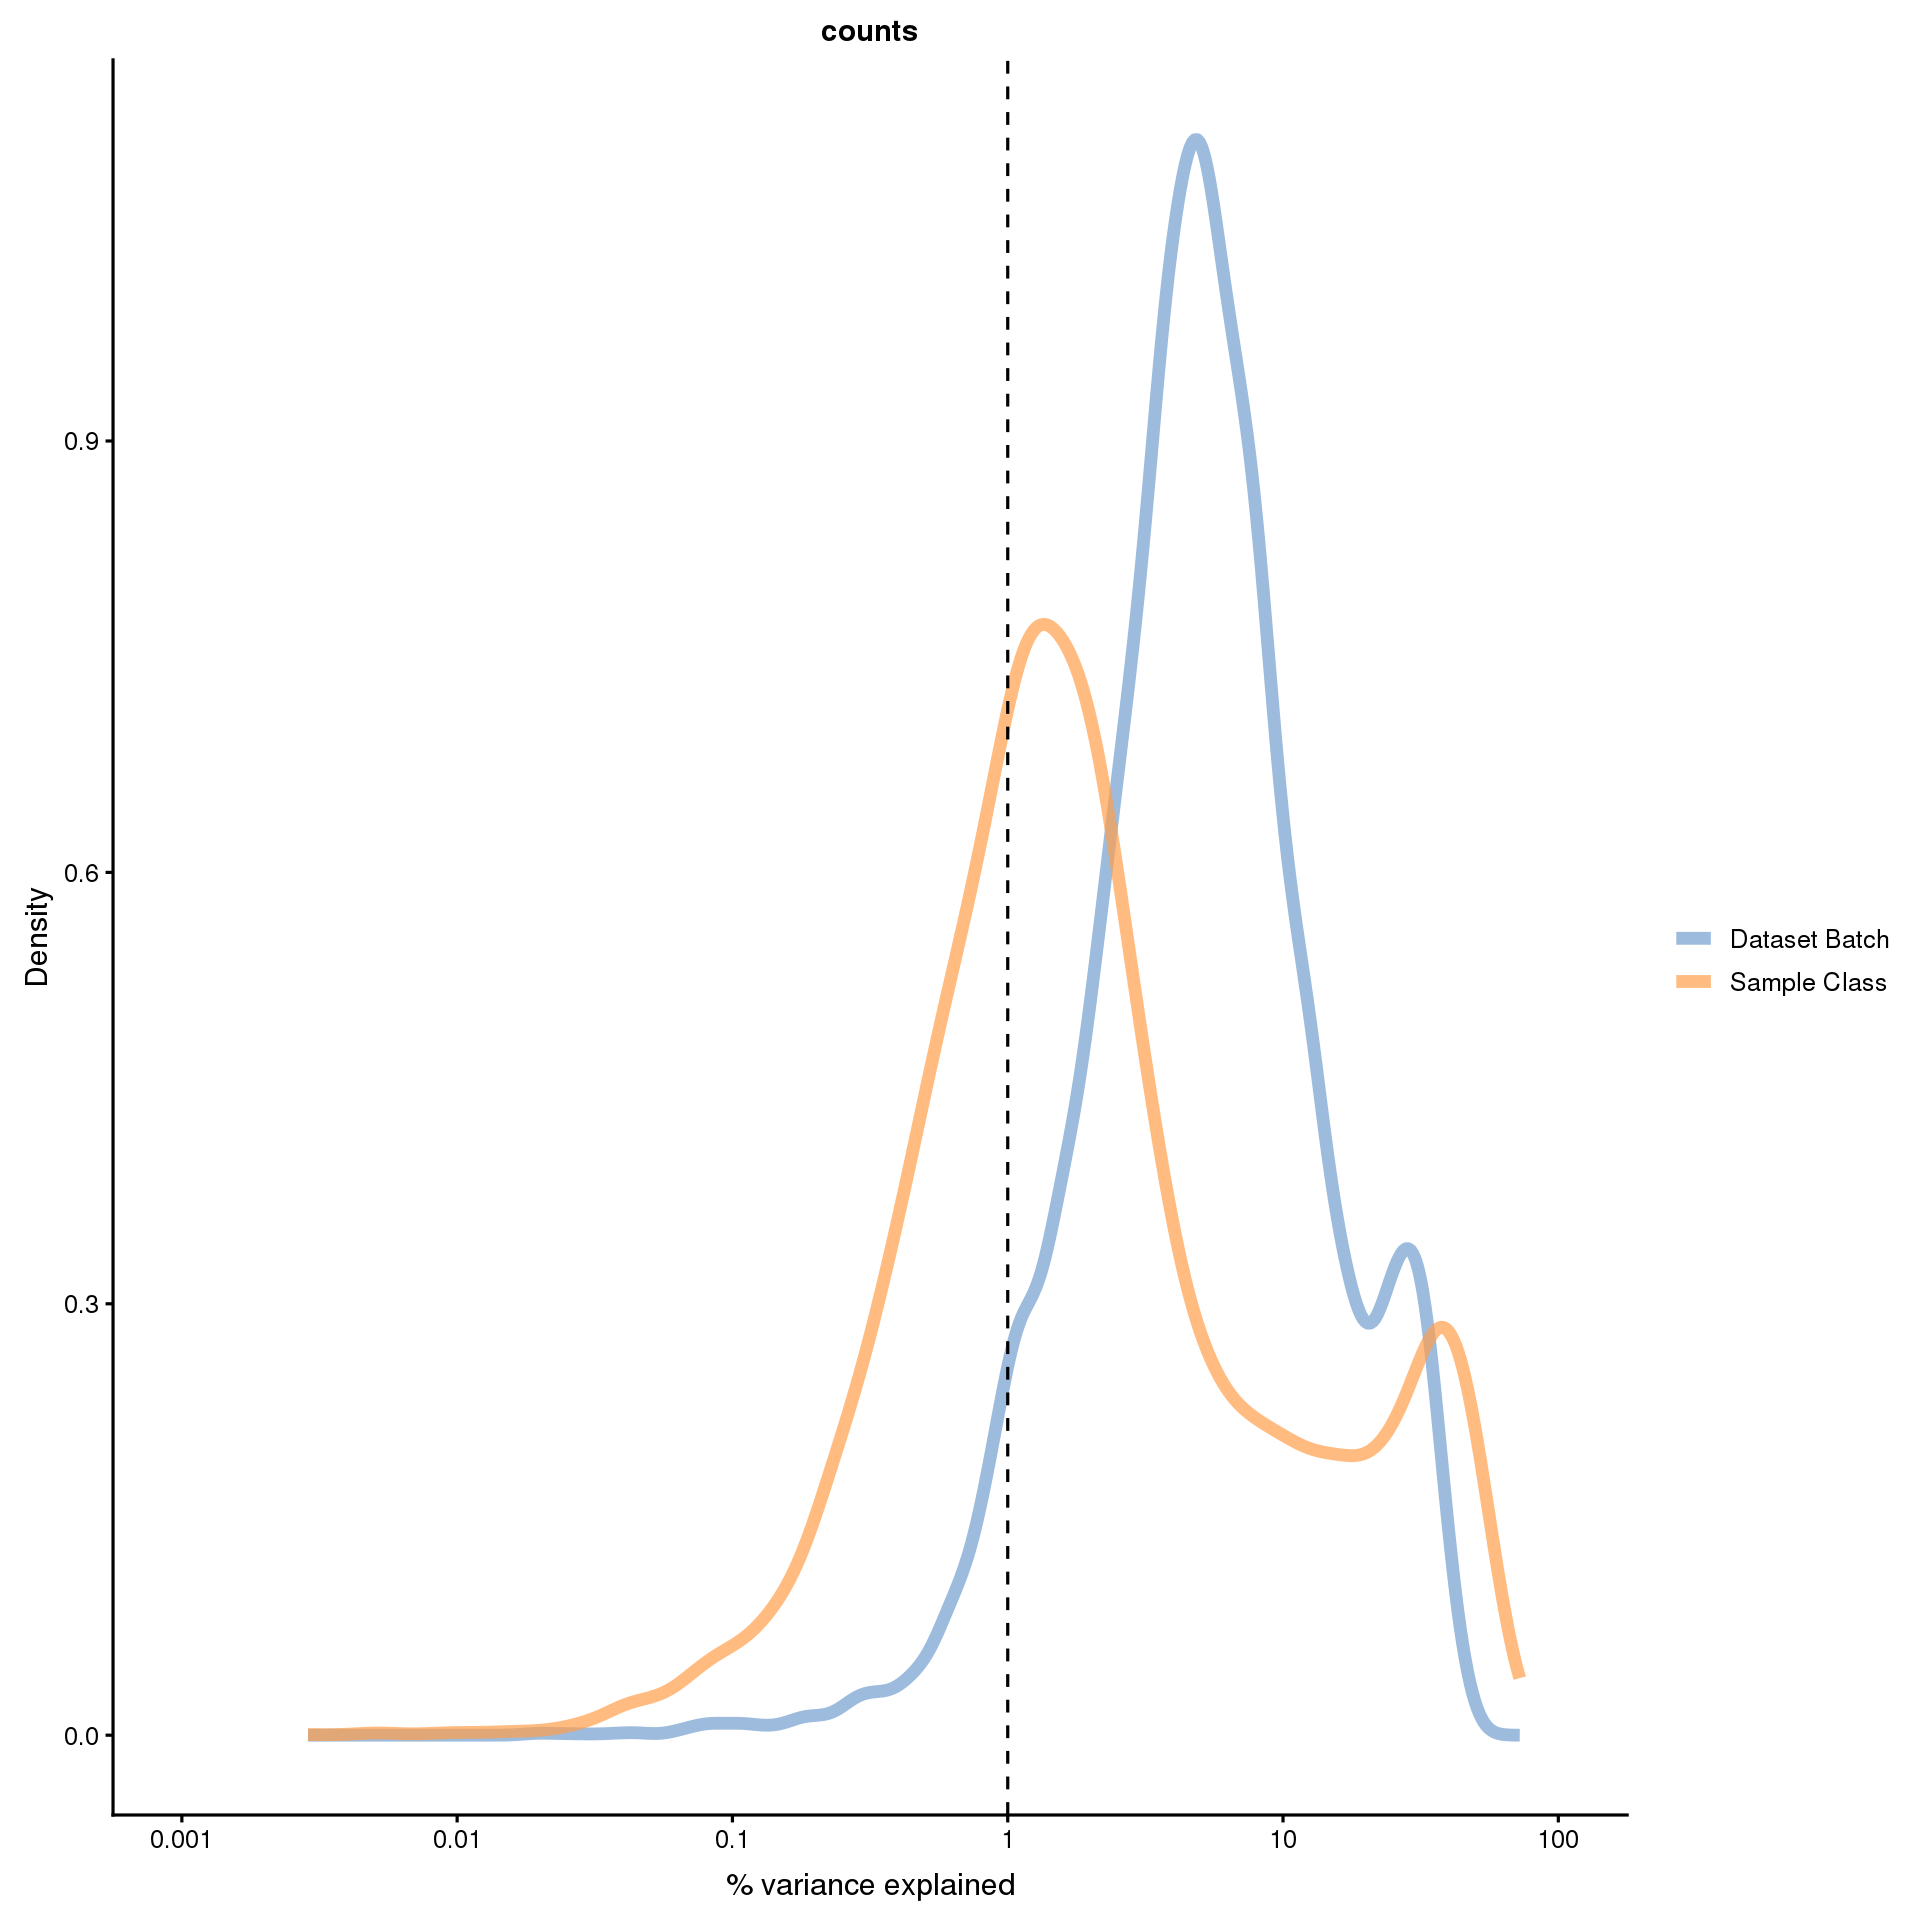 counts
Density
0.9
0.6
0.3
0.0
0.001
0.01
0.1
1
10
100
% variance explained
Dataset Batch
Sample Class